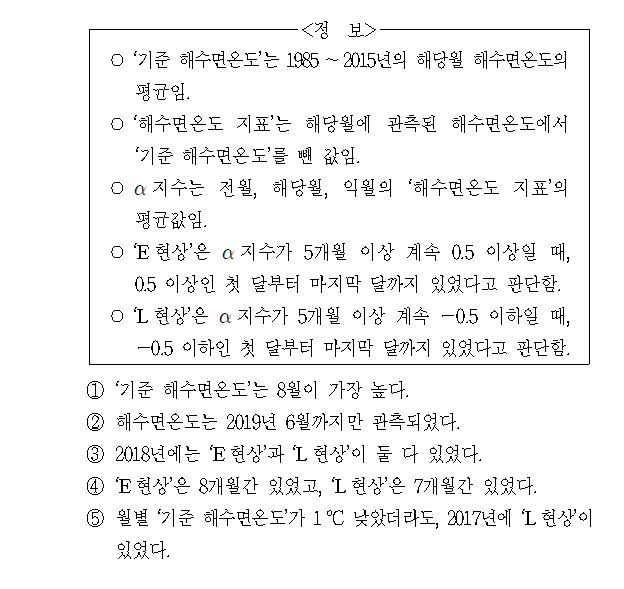 <정 보>
○ ‘기준 해수면온도’는 1985 ~ 2015년의 해당월 해수면온도의
평균임.
○ ‘해수면온도 지표’는 해당월에 관측된 해수면온도에서
‘기준 해수면온도’를 뺀 값임.
○ α지수는 전월, 해당월, 익월의 ‘해수면온도 지표’의
평균값임.
○ ‘E현상’은 α지수가 5개월 이상 계속 0.5 이상일 때,
0.5 이상인 첫 달부터 마지막 달까지 있었다고 판단함.
○ ‘L현상’은 α지수가 5개월 이상 계속 −0.5 이하일 때,
−0.5 이하인 첫 달부터 마지막 달까지 있었다고 판단함.
① ‘기준 해수면온도’는 8월이 가장 높다.
② 해수면온도는 2019년 6월까지만 관측되었다.
③ 2018년에는 ‘E현상’과 ‘L현상’이 둘 다 있었다.
④ ‘E현상’은 8개월간 있었고, ‘L현상’은 7개월간 있었다.
⑤ 월별 ‘기준 해수면온도’가 1℃ 낮았더라도, 2017년에 ‘L현상’이
있었다.